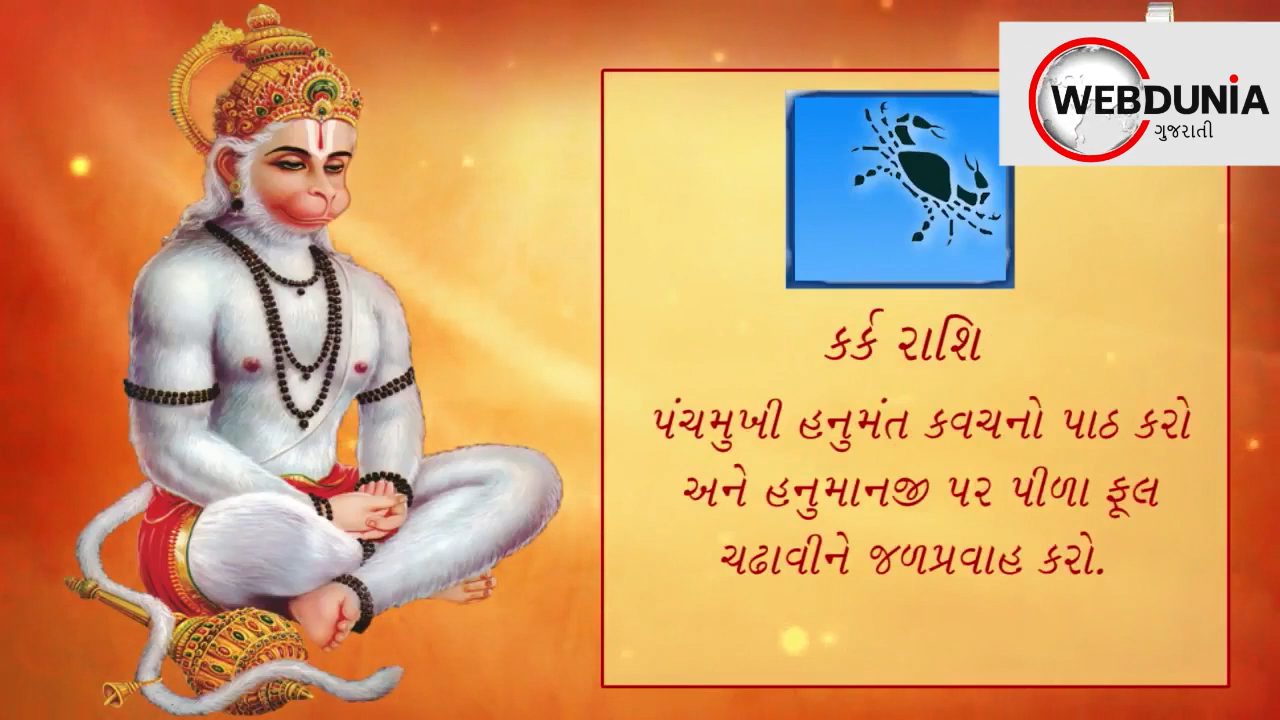 WEBDUNIA
ગુજરાતી
કર્ક રાશિ
પંચમુખી હનુમંત કવચનો પાઠ કરો
અને હનુમાનજી પર પીળા ફૂલ
ચઢાવીને જળપ્રવાહ કરો.